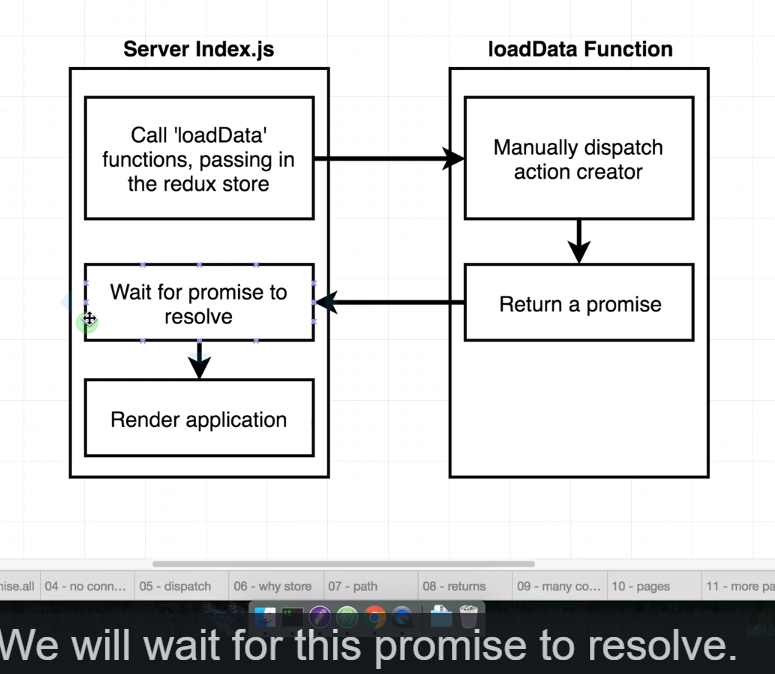 Server Index.js
loadData Function
Call 'loadData'
functions, passing in
the redux store
Manually dispatch
action creator
Wait for promise to
resolve
Return a promise
Render application
nise.all
04 - no conn...
05 - dispatch
06 - why store
07 - path
08 - returns
09 - many co...
10 - pages
11 - more pa
We will wait for this promise to resolve.